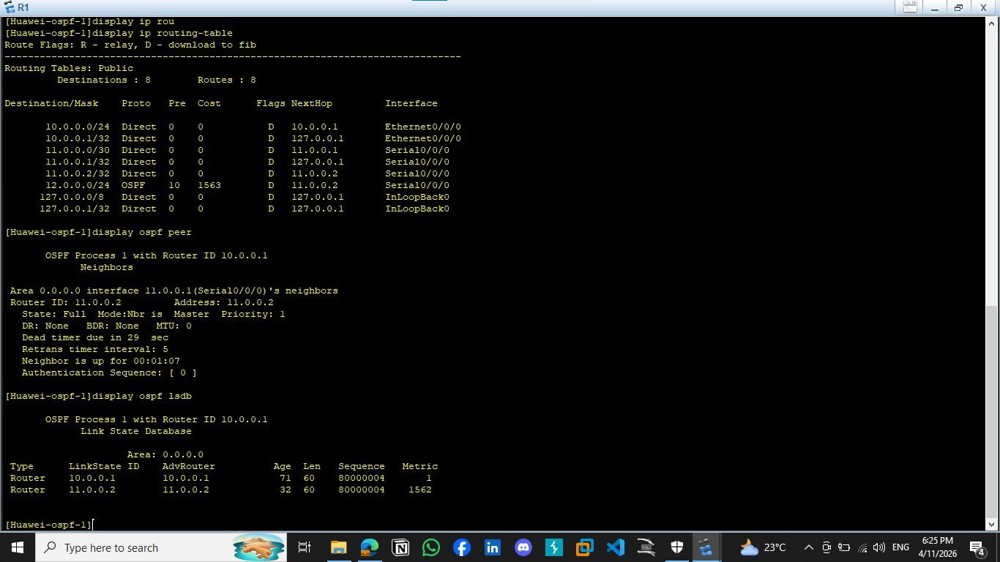 R1
[Huawei-ospf-1]display ip rou
[Huawei-ospf-1]display ip routing-table
Route Flags: R - relay, D - download to fib
------------------------------------------------------------------------------
Routing Tables: Public
         Destinations : 8        Routes : 8

Destination/Mask    Proto   Pre  Cost      Flags NextHop         Interface

       10.0.0.0/24  Direct  0    0           D   10.0.0.1        Ethernet0/0/0
       10.0.0.1/32  Direct  0    0           D   127.0.0.1       Ethernet0/0/0
       11.0.0.0/30  Direct  0    0           D   11.0.0.1        Serial0/0/0
       11.0.0.1/32  Direct  0    0           D   127.0.0.1       Serial0/0/0
       11.0.0.2/32  Direct  0    0           D   11.0.0.2        Serial0/0/0
       12.0.0.0/24  OSPF    10   1563        D   11.0.0.2        Serial0/0/0
      127.0.0.0/8   Direct  0    0           D   127.0.0.1       InLoopBack0
      127.0.0.1/32  Direct  0    0           D   127.0.0.1       InLoopBack0

[Huawei-ospf-1]display ospf peer

       OSPF Process 1 with Router ID 10.0.0.1
             Neighbors

 Area 0.0.0.0 interface 11.0.0.1(Serial0/0/0)'s neighbors
 Router ID: 11.0.0.2         Address: 11.0.0.2
   State: Full  Mode:Nbr is  Master  Priority: 1
   DR: None   BDR: None   MTU: 0
   Dead timer due in 29  sec
   Retrans timer interval: 5
   Neighbor is up for 00:01:07
   Authentication Sequence: [ 0 ]

[Huawei-ospf-1]display ospf lsdb

       OSPF Process 1 with Router ID 10.0.0.1
             Link State Database

                     Area: 0.0.0.0
 Type      LinkState ID    AdvRouter          Age  Len   Sequence   Metric
 Router    10.0.0.1        10.0.0.1            71  60    80000004       1
 Router    11.0.0.2        11.0.0.2            32  60    80000004    1562

[Huawei-ospf-1]
Type here to search
23°C
ENG
6:25 PM
4/11/2026
4